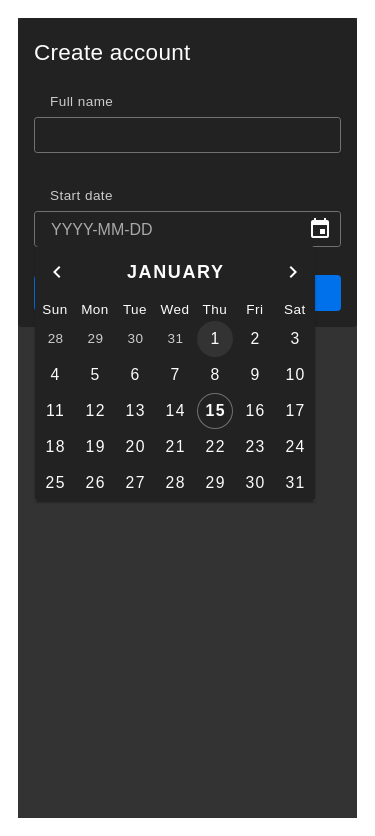 Create account
Full name
Start date
YYYY-MM-DD
JANUARY
Sun Mon Tue Wed Thu Fri Sat
28 29 30 31 1 2 3
4 5 6 7 8 9 10
11 12 13 14 15 16 17
18 19 20 21 22 23 24
25 26 27 28 29 30 31